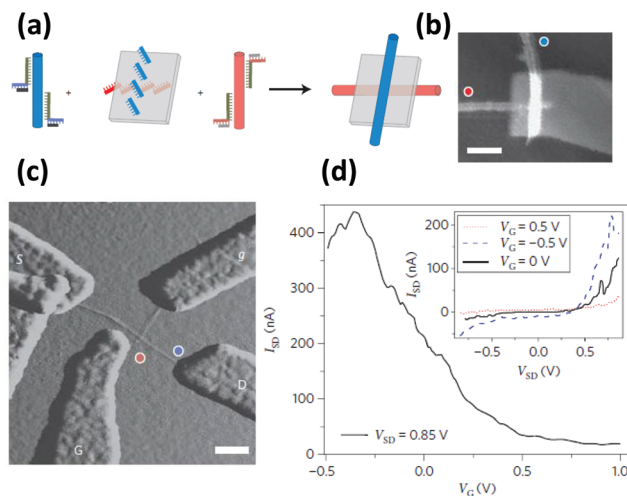 (a)
+
+
(b)
(c)
S
g
D
G
(d)
400
300
200
100
0
I_SD (nA)
-0.5
0.0
0.5
1.0
V_G (V)
V_SD = 0.85 V
V_G = 0.5 V
V_G = −0.5 V
V_G = 0 V
200
100
0
I_SD (nA)
-0.5
0.0
0.5
V_SD (V)